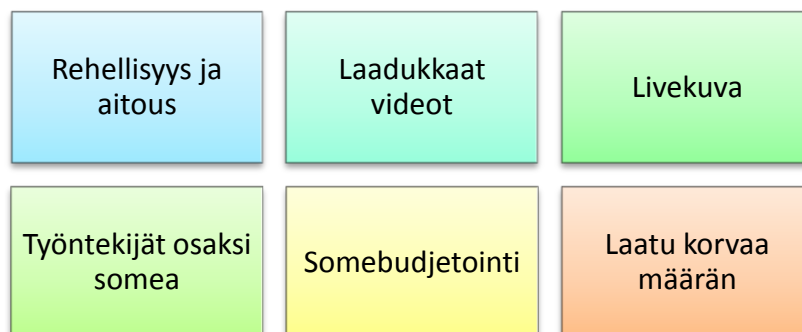 Rehellisyys ja
aitous
Laadukkaat
videot
Livekuva
Työntekijät osaksi
somea
Somebudjetointi
Laatu korvaa
määrän